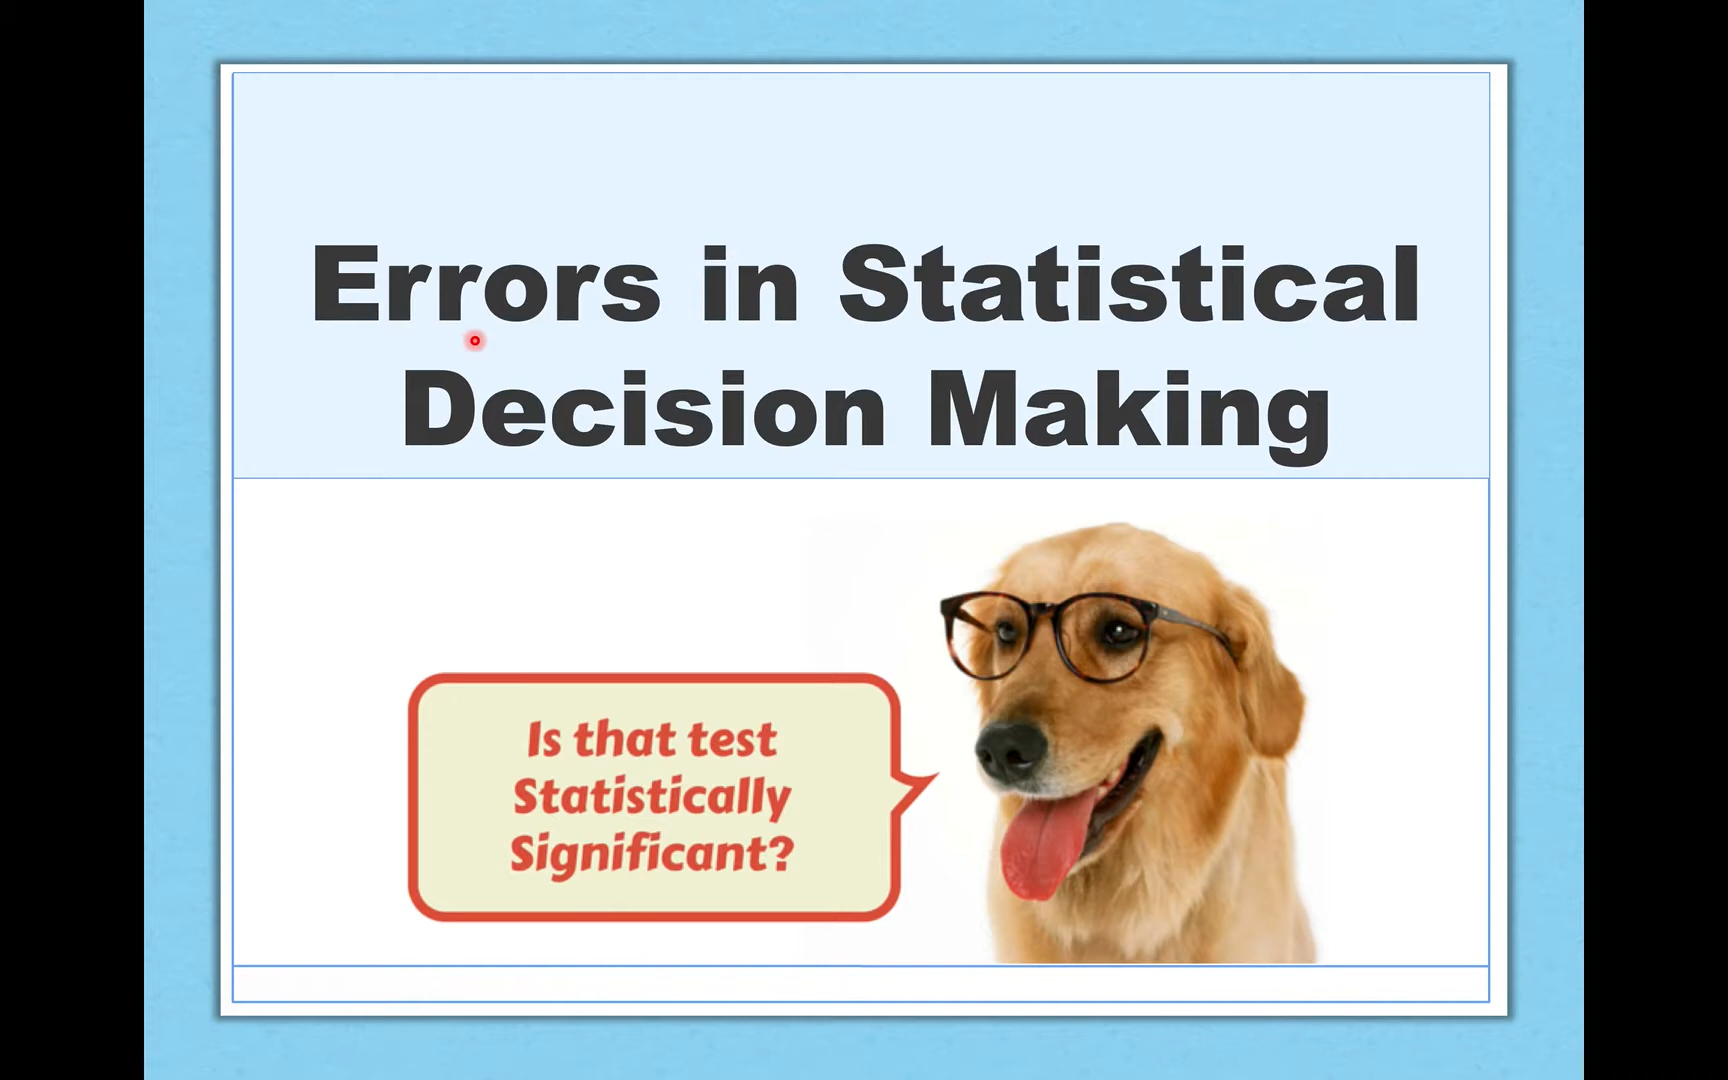 Errors in Statistical
Decision Making
Is that test
Statistically
Significant?